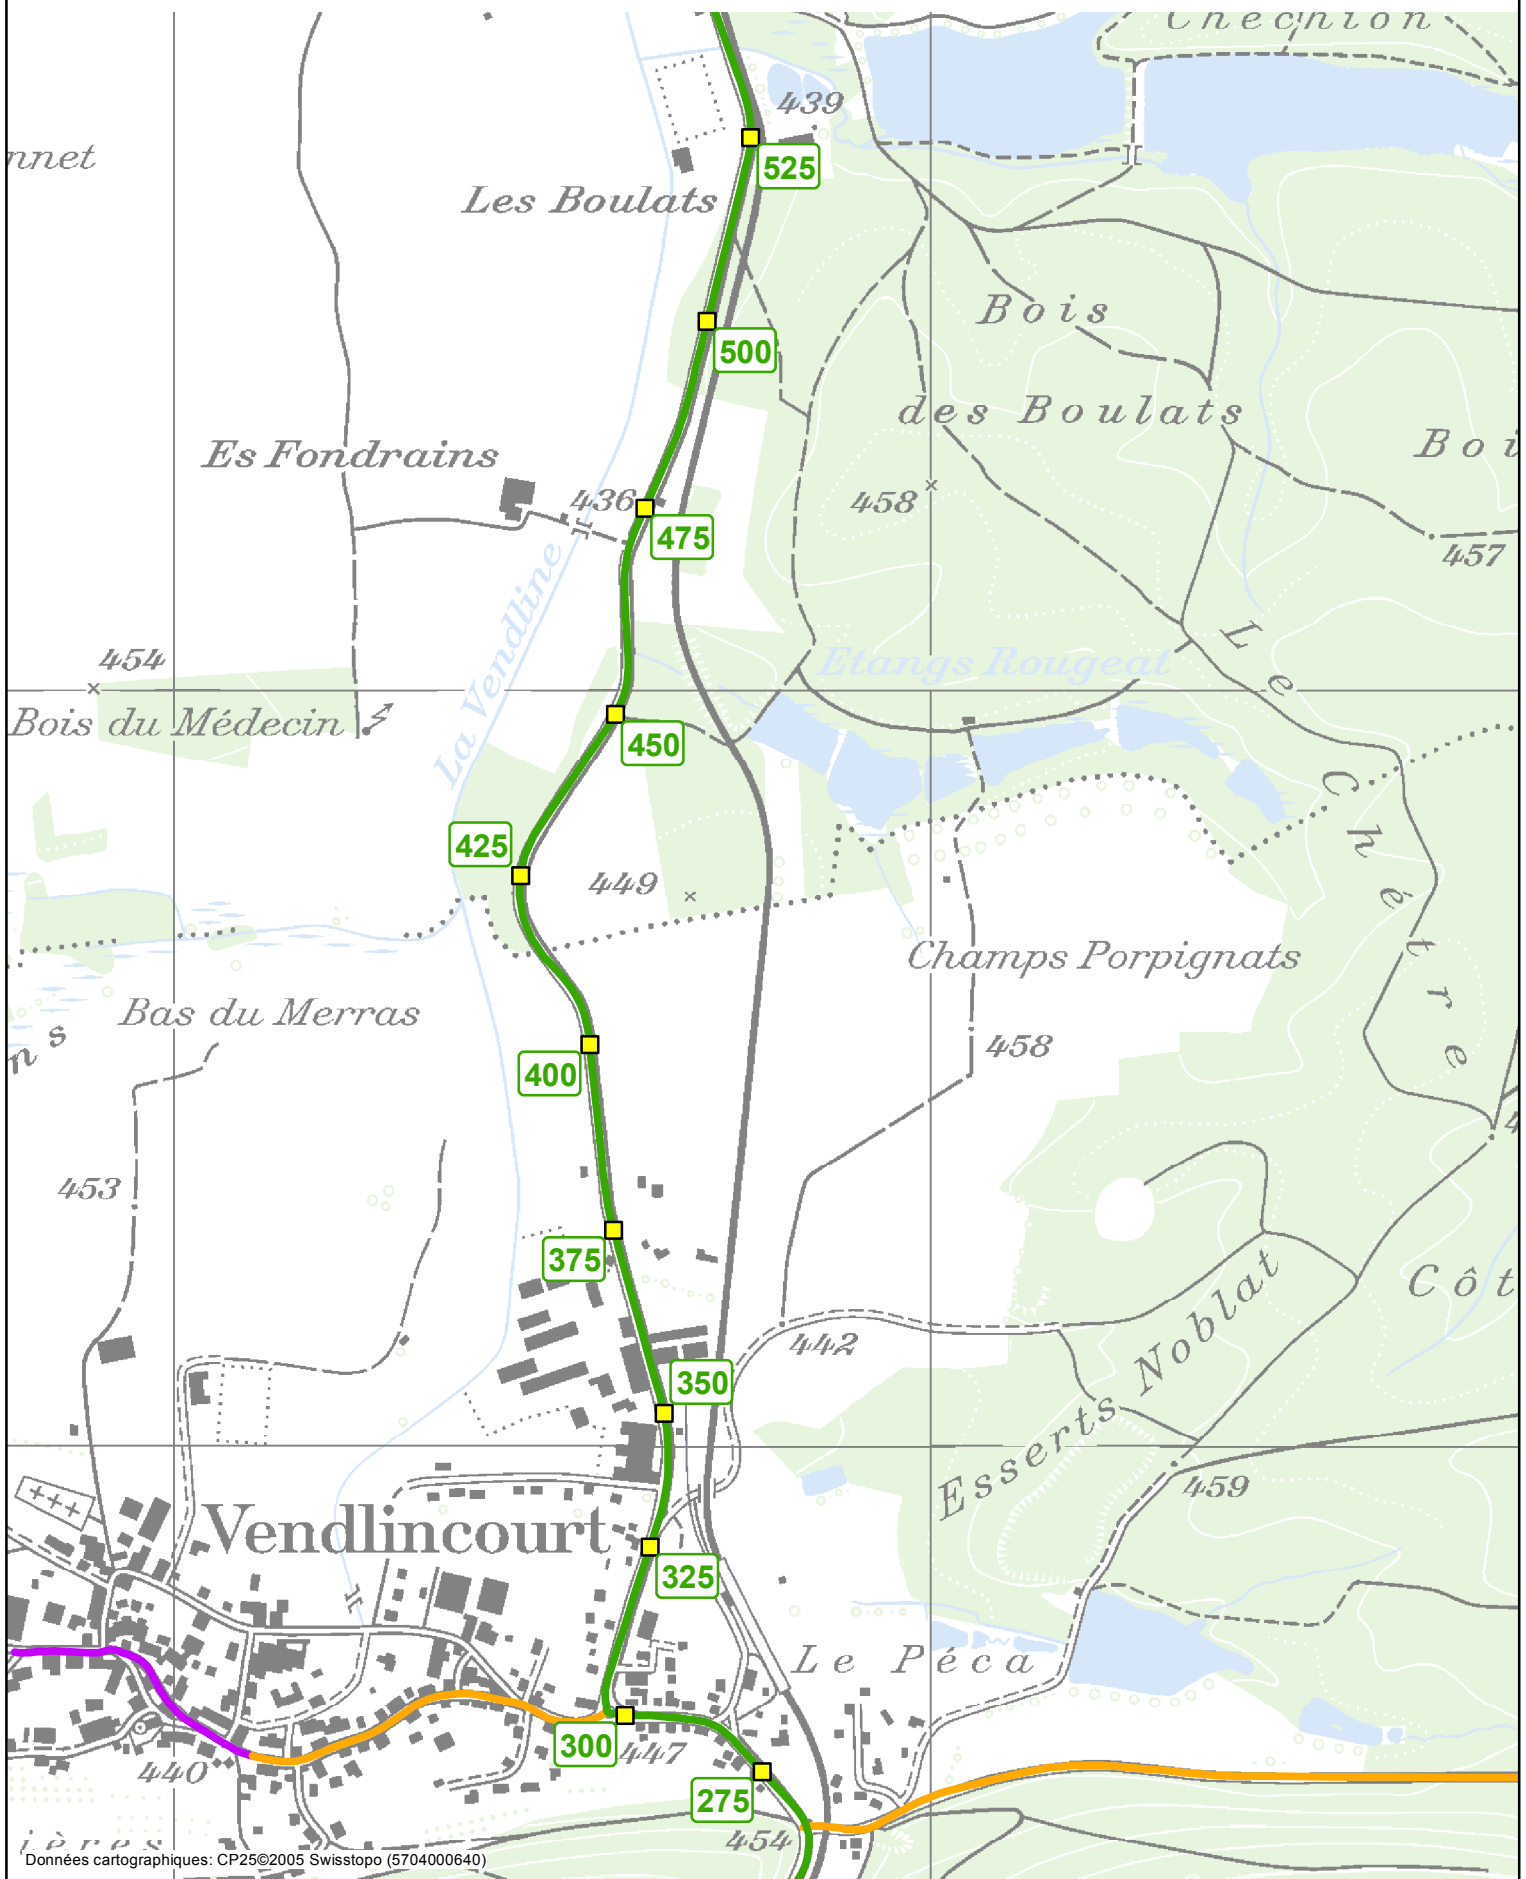 Chechion
439
nnet
525
Les Boulats
Bois
500
des Boulats
Boi
Es Fondrains
436
458
475
457
La Vendline
Le Chétre
454
Etangs Rougeat
Bois du Médecin
450
425
449
Champs Porpignats
Bas du Merras
ns
458
400
453
375
Côt
442
350
Esserts Noblat
459
Vendlincourt
325
Le Péca
300
447
440
275
454
ières
Données cartographiques: CP25©2005 Swisstopo (5704000640)